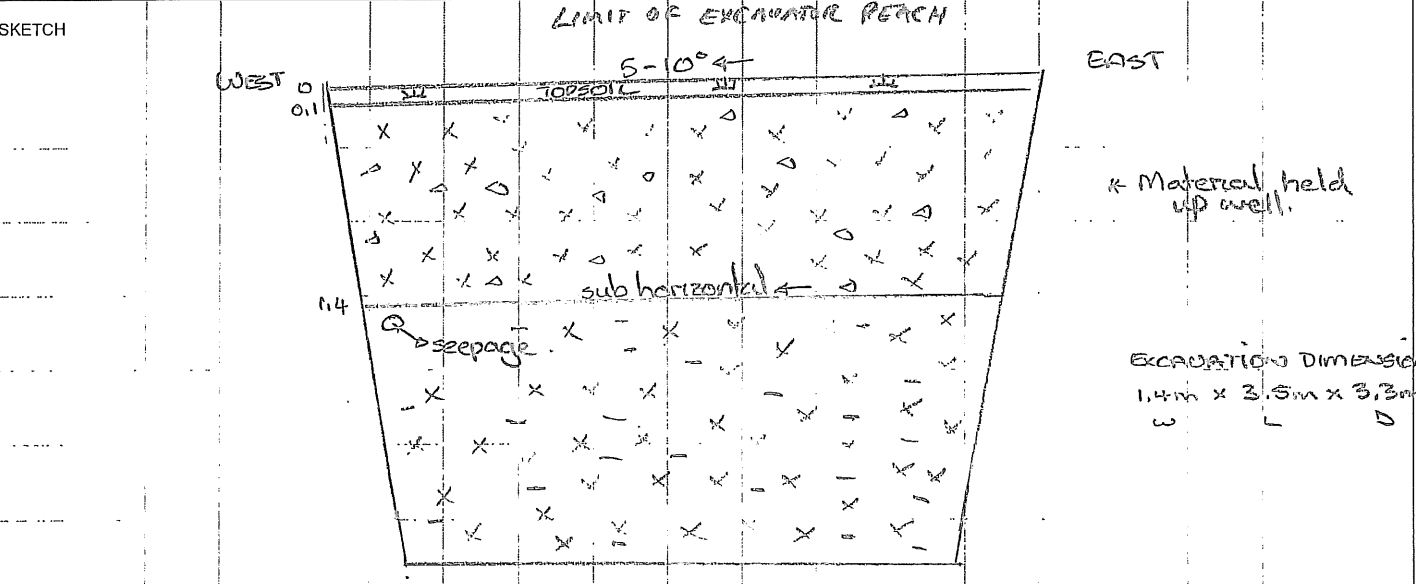 SKETCH
LIMIT OF EXCAVATOR REACH
5-10° ←
WEST
EAST
0
TOPSOIL
0.1
* Material held
up well.
sub horizontal ←
1.4
seepage
EXCAVATION DIMENSIO
1.4m x 3.5m x 3.3m
W L D